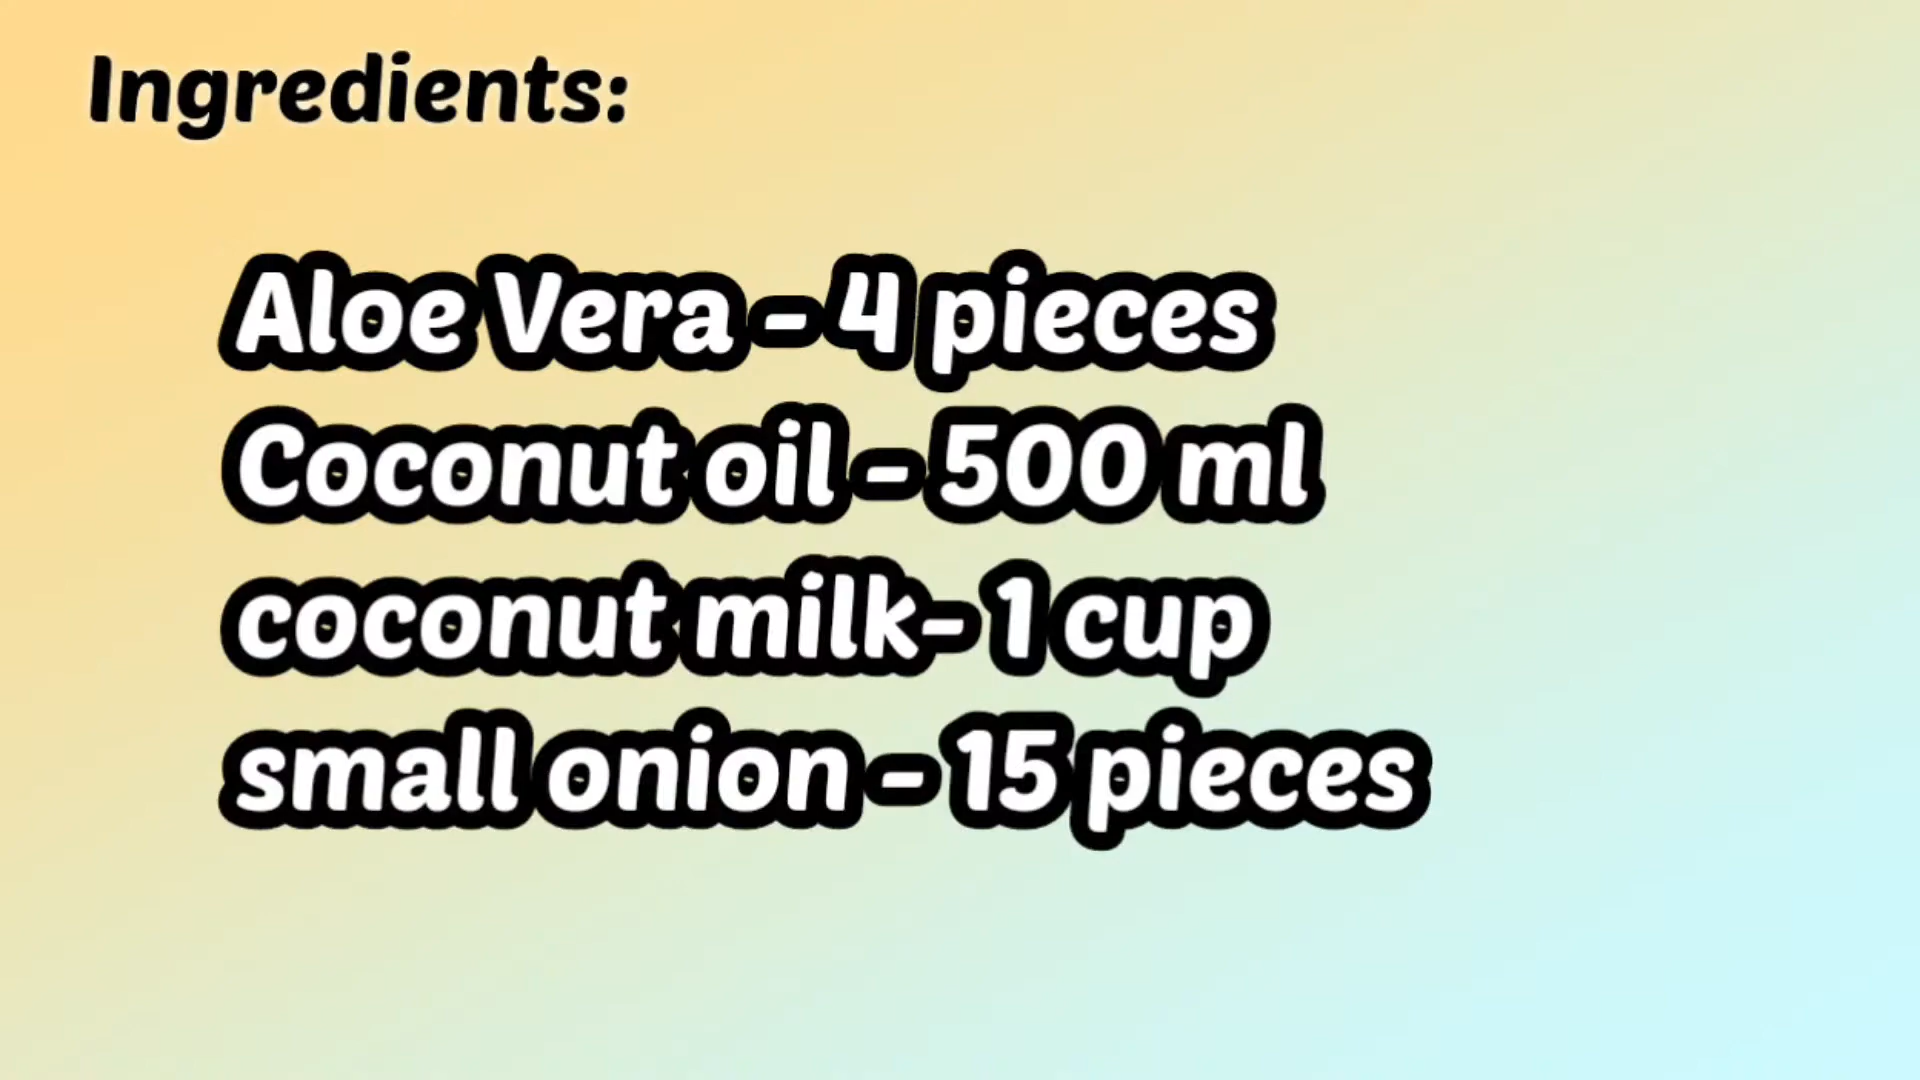 Ingredients:
Aloe Vera - 4 pieces
Coconut oil - 500 ml
coconut milk- 1 cup
small onion - 15 pieces